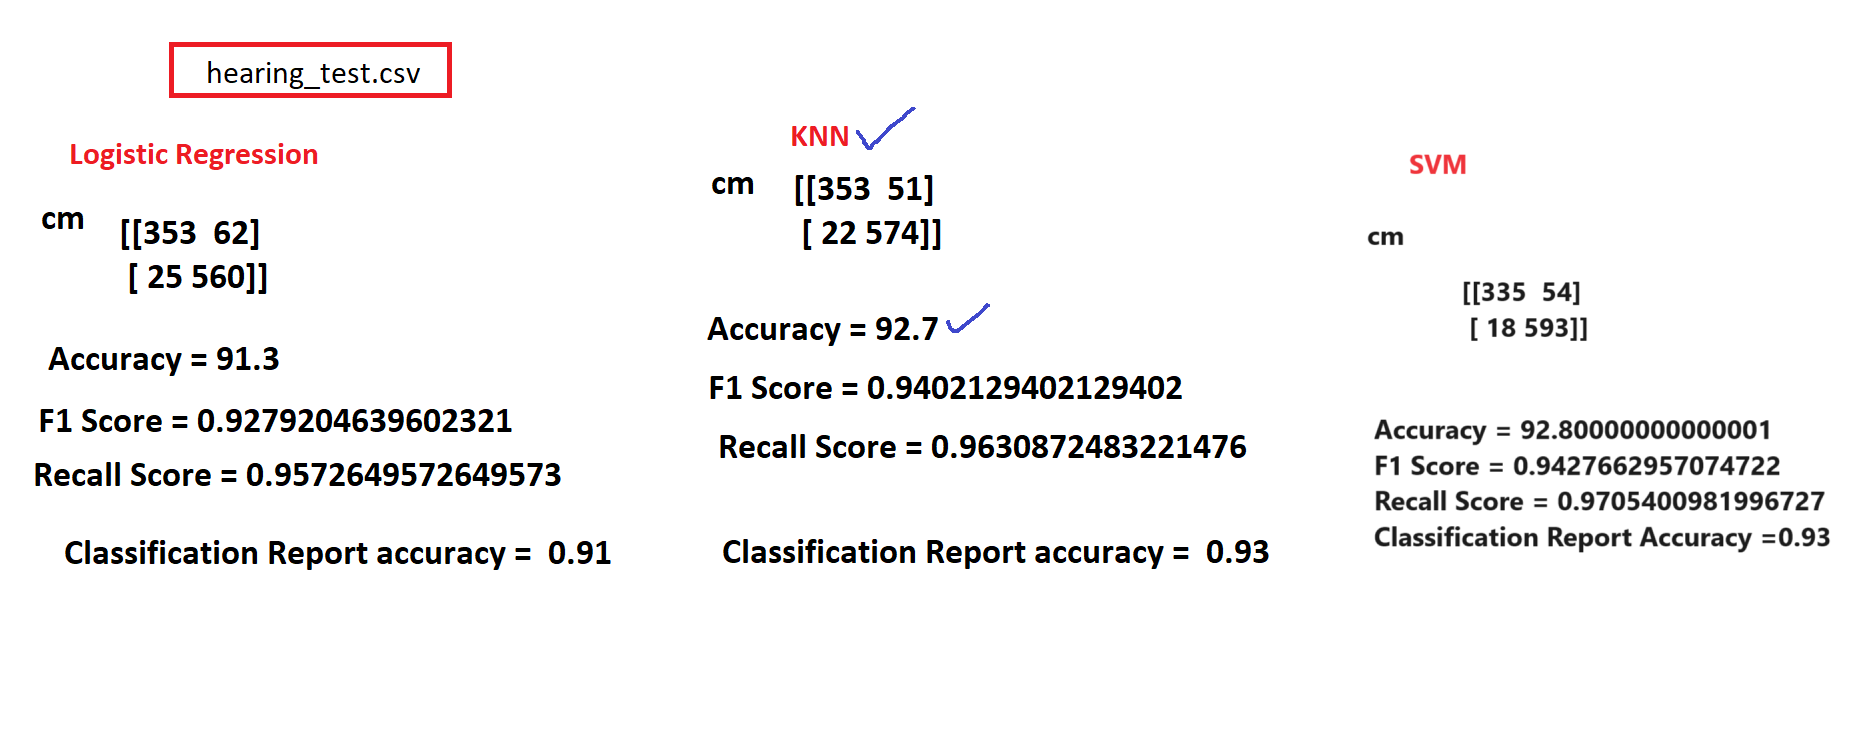 hearing_test.csv
Logistic Regression
cm [[353 62]
[ 25 560]]
Accuracy = 91.3
F1 Score = 0.9279204639602321
Recall Score = 0.9572649572649573
Classification Report accuracy = 0.91
KNN
cm [[353 51]
[ 22 574]]
Accuracy = 92.7
F1 Score = 0.9402129402129402
Recall Score = 0.9630872483221476
Classification Report accuracy = 0.93
SVM
cm
[[335 54]
[ 18 593]]
Accuracy = 92.80000000000001
F1 Score = 0.9427662957074722
Recall Score = 0.9705400981996727
Classification Report Accuracy =0.93